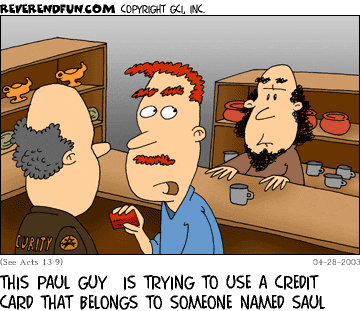 REVERENDFUN.COM COPYRIGHT GCI, INC.
CURITY
(See Acts 13:9) 04-28-2003
THIS PAUL GUY IS TRYING TO USE A CREDIT
CARD THAT BELONGS TO SOMEONE NAMED SAUL